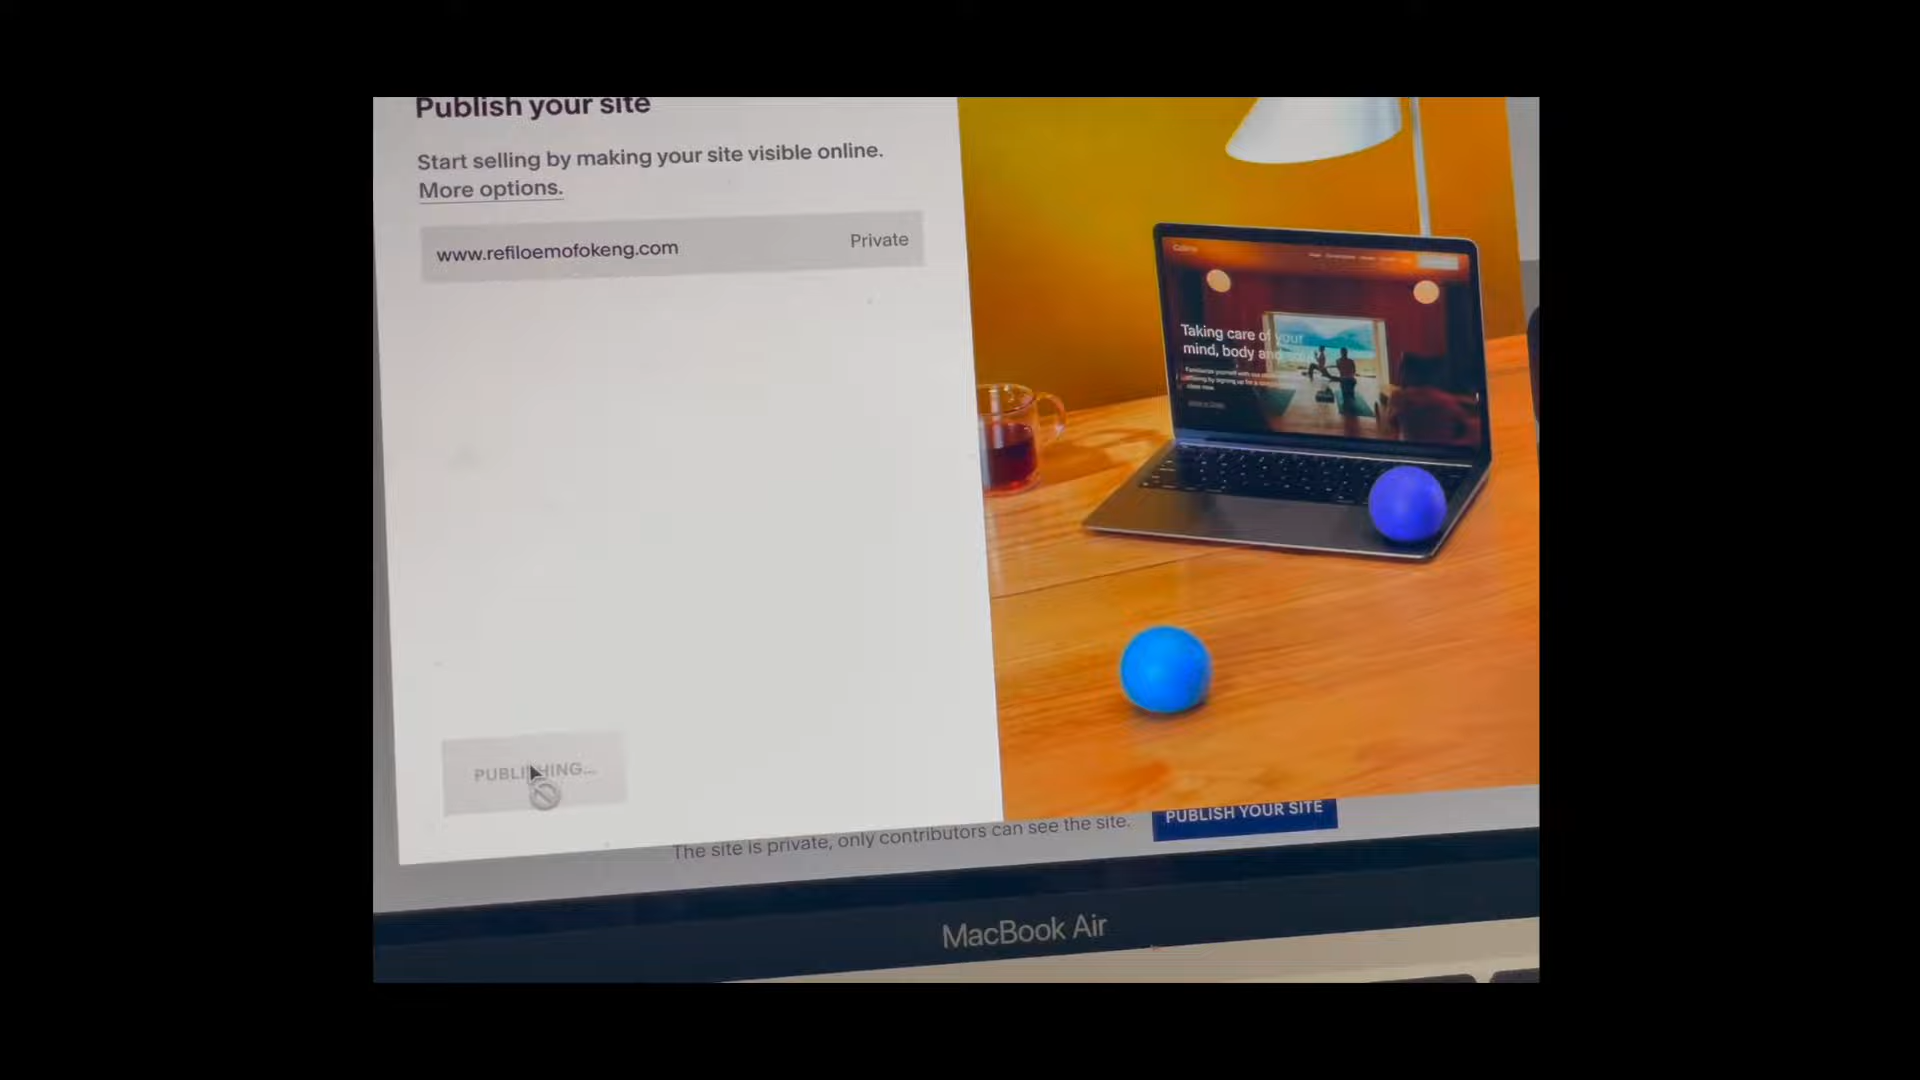 Publish your site
Start selling by making your site visible online.
More options.
www.refiloemofokeng.com
Private
Taking care of your
mind, body and
PUBLISHING...
The site is private, only contributors can see the site.
PUBLISH YOUR SITE
MacBook Air